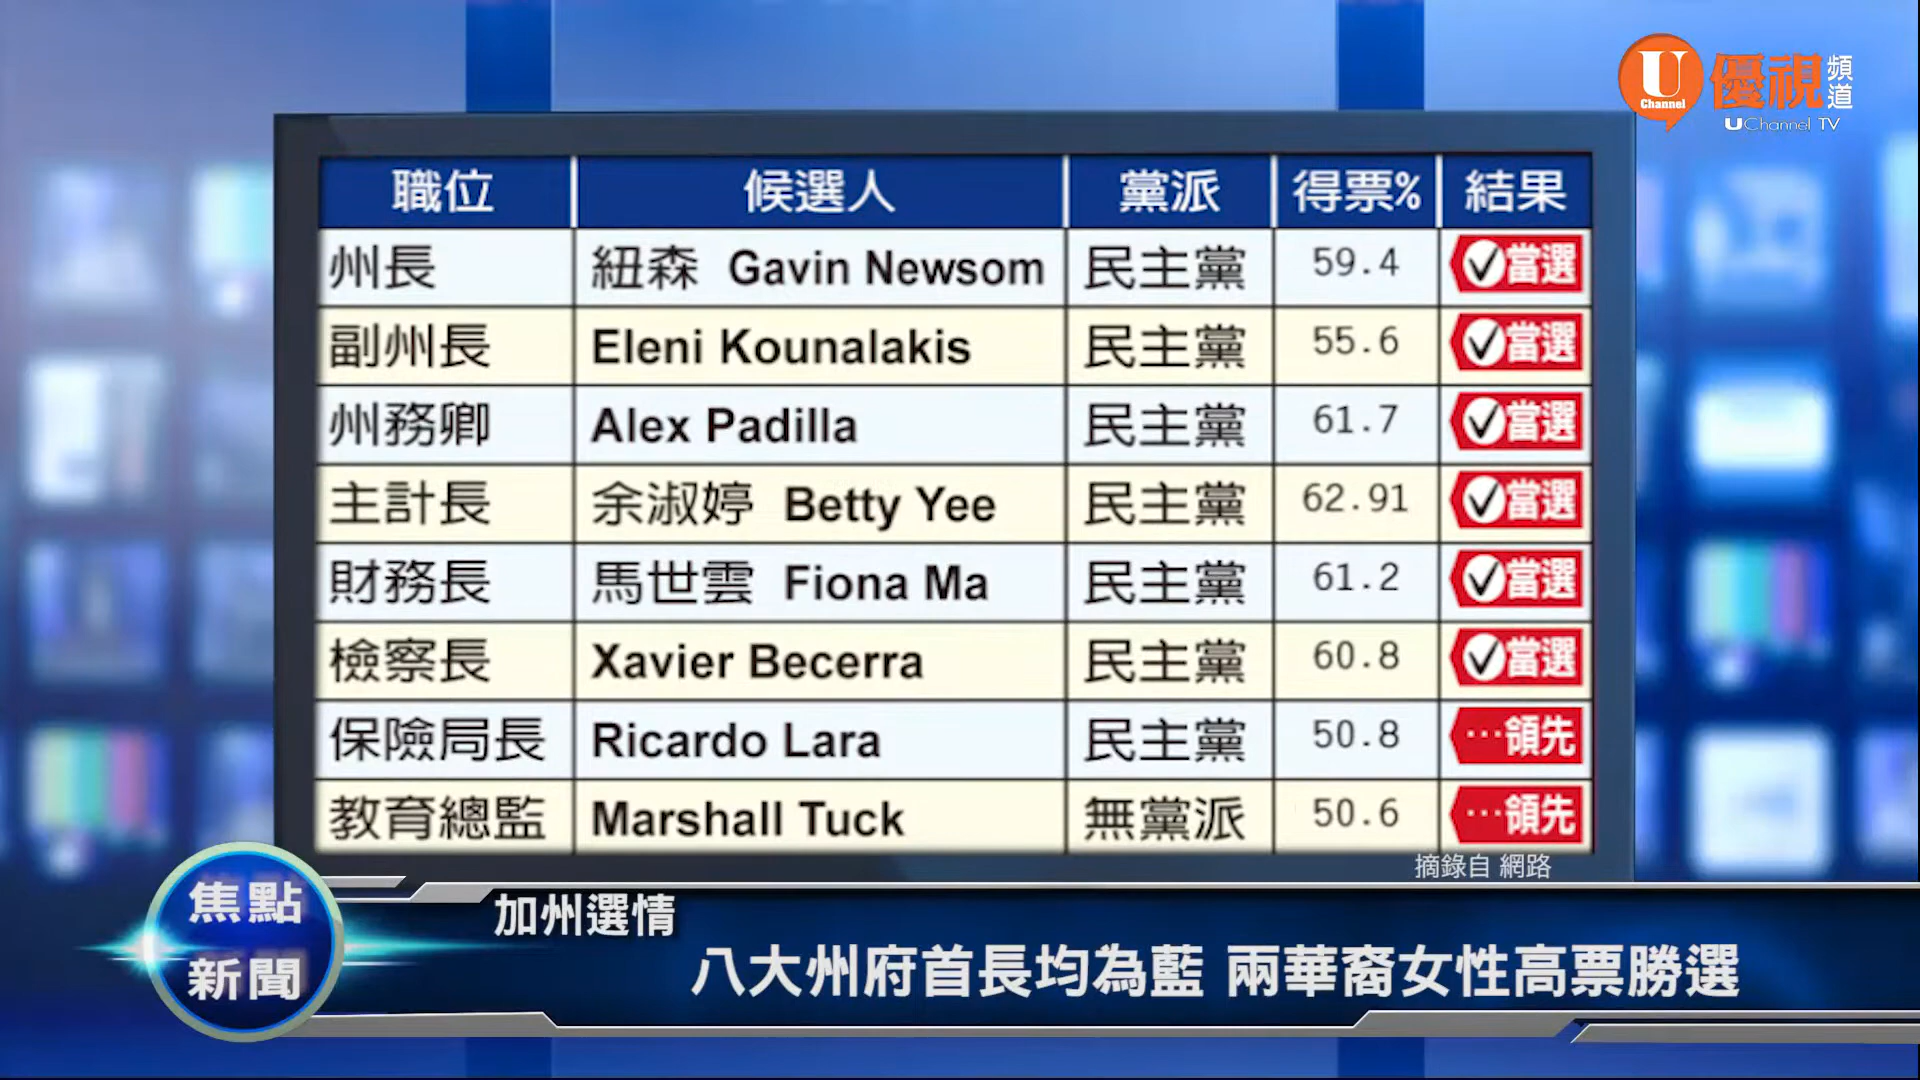 U Channel 優視頻道
UChannel TV
職位 候選人 黨派 得票% 結果
州長 紐森 Gavin Newsom 民主黨 59.4 當選
副州長 Eleni Kounalakis 民主黨 55.6 當選
州務卿 Alex Padilla 民主黨 61.7 當選
主計長 余淑婷 Betty Yee 民主黨 62.91 當選
財務長 馬世雲 Fiona Ma 民主黨 61.2 當選
檢察長 Xavier Becerra 民主黨 60.8 當選
保險局長 Ricardo Lara 民主黨 50.8 …領先
教育總監 Marshall Tuck 無黨派 50.6 …領先
摘錄自 網路
焦點
新聞
加州選情
八大州府首長均為藍 兩華裔女性高票勝選